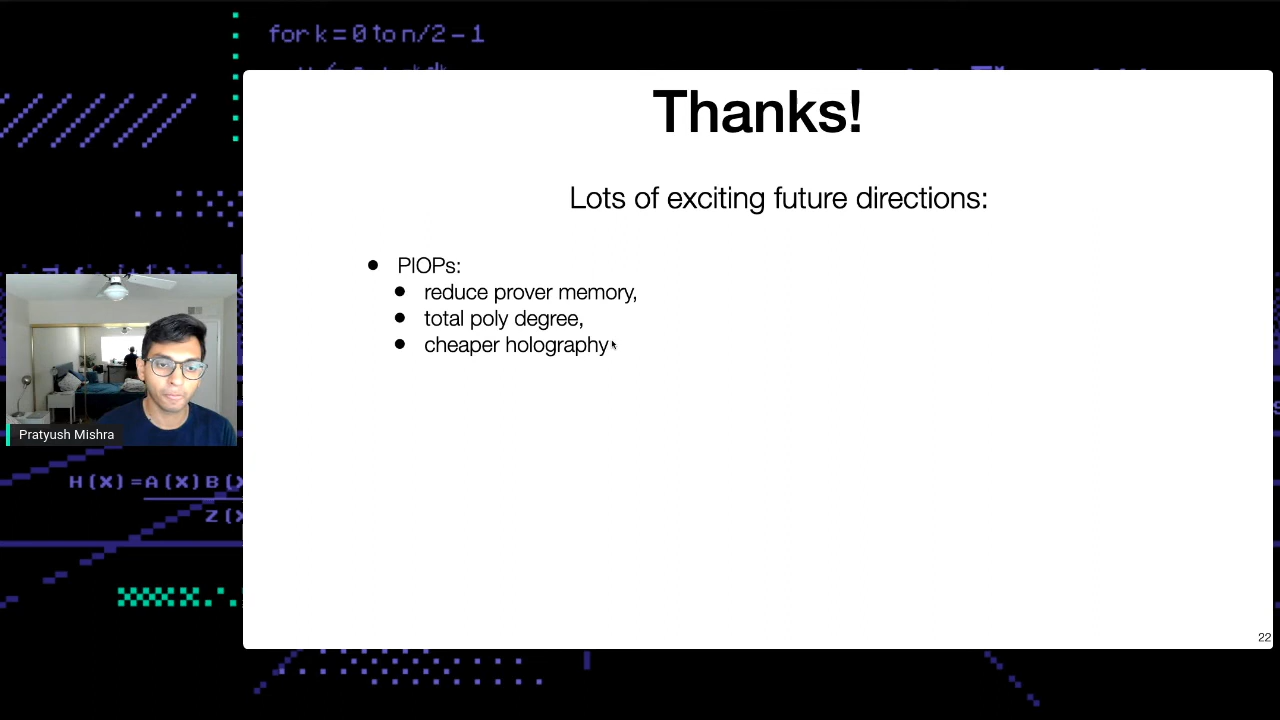 for k = 0 to n/2 - 1
Thanks!
Lots of exciting future directions:
● PIOPs:
● reduce prover memory,
● total poly degree,
● cheaper holography
Pratyush Mishra
H(X)=A(X)B(X
Z(X
22